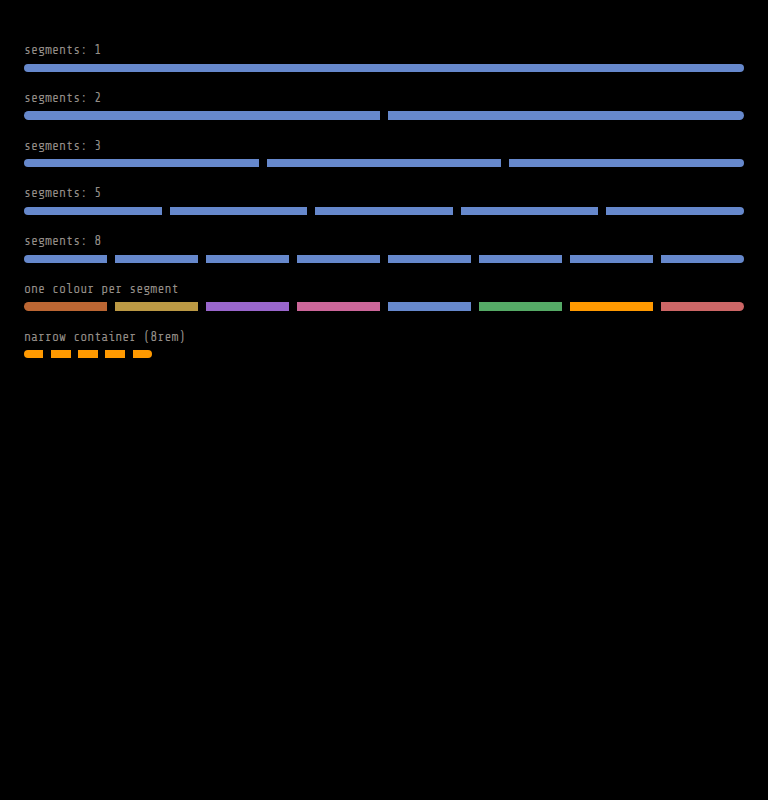 segments: 1
segments: 2
segments: 3
segments: 5
segments: 8
one colour per segment
narrow container (8rem)